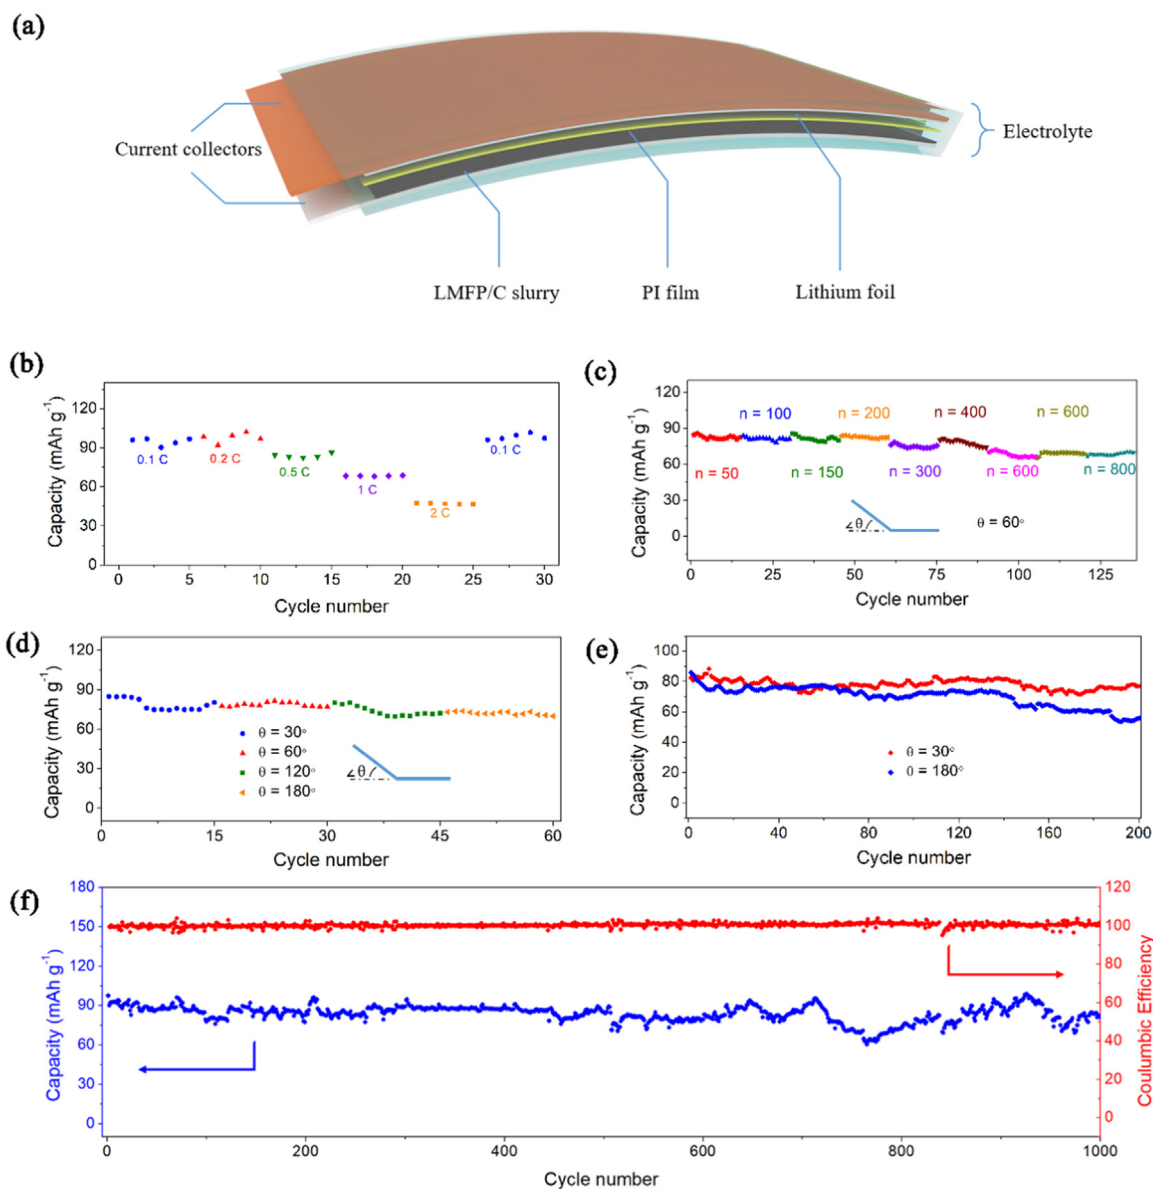 (a)
Current collectors
Electrolyte
LMFP/C slurry
PI film
Lithium foil
(b)
Capacity (mAh g⁻¹)
120
90
60
30
0
0.1 C
0.2 C
0.5 C
1 C
2 C
0.1 C
0 5 10 15 20 25 30
Cycle number
(c)
Capacity (mAh g⁻¹)
120
90
60
30
0
n = 100
n = 200
n = 400
n = 600
n = 50
n = 150
n = 300
n = 600
n = 800
θ
θ = 60°
0 25 50 75 100 125
Cycle number
(d)
Capacity (mAh g⁻¹)
120
90
60
30
0
θ = 30°
θ = 60°
θ = 120°
θ = 180°
θ
0 15 30 45 60
Cycle number
(e)
Capacity (mAh g⁻¹)
100
80
60
40
20
0
θ = 30°
θ = 180°
0 40 80 120 160 200
Cycle number
(f)
Capacity (mAh g⁻¹)
180
150
120
90
60
30
0
120
100
80
60
40
20
0
Coulumbic Efficiency
0 200 400 600 800 1000
Cycle number